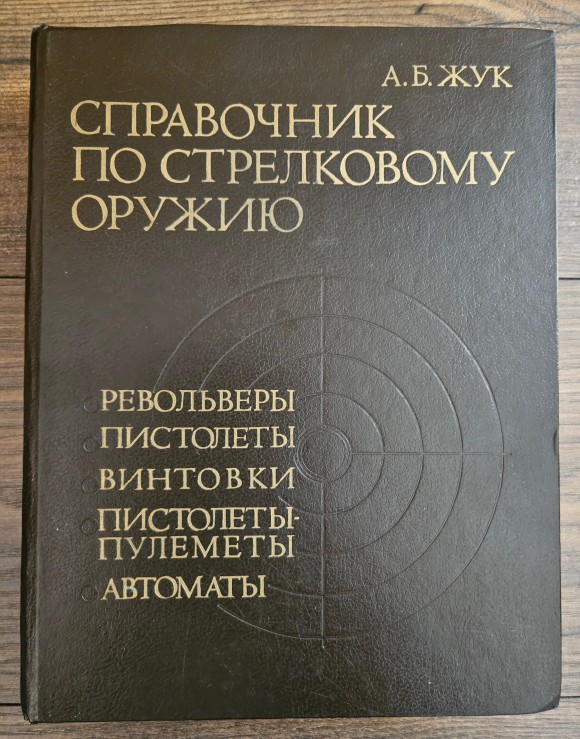 А.Б.ЖУК
СПРАВОЧНИК
ПО СТРЕЛКОВОМУ
ОРУЖИЮ
РЕВОЛЬВЕРЫ
ПИСТОЛЕТЫ
ВИНТОВКИ
ПИСТОЛЕТЫ-
ПУЛЕМЕТЫ
АВТОМАТЫ